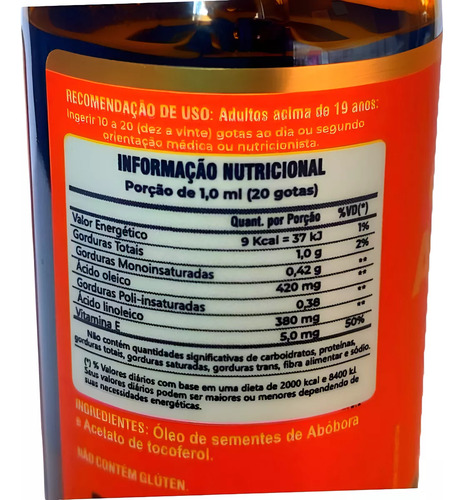 RECOMENDAÇÃO DE USO: Adultos acima de 19 anos:
Ingerir 10 a 20 (dez a vinte) gotas ao dia ou segundo
orientação médica ou nutricionista.
INFORMAÇÃO NUTRICIONAL
Porção de 1,0 ml (20 gotas)
Quant. por Porção %VD(*)
Valor Energético 9 Kcal = 37 kJ 1%
Gorduras Totais 1,0 g 2%
Gorduras Monoinsaturadas 0,42 g **
Ácido oleico 420 mg **
Gorduras Poli-insaturadas 0,38 **
Ácido linoleico 380 mg **
Vitamina E 5,0 mg 50%
Não contém quantidades significativas de carboidratos, proteínas,
gorduras totais, gorduras saturadas, gorduras trans, fibra alimentar e sódio.
(*) % Valores diários com base em uma dieta de 2000 kcal e 8400 kJ.
Seus valores diários podem ser maiores ou menores dependendo de
suas necessidades energéticas.
INGREDIENTES: Óleo de sementes de Abóbora
e Acelato de tocoferol.
NÃO CONTÉM GLÚTEN.